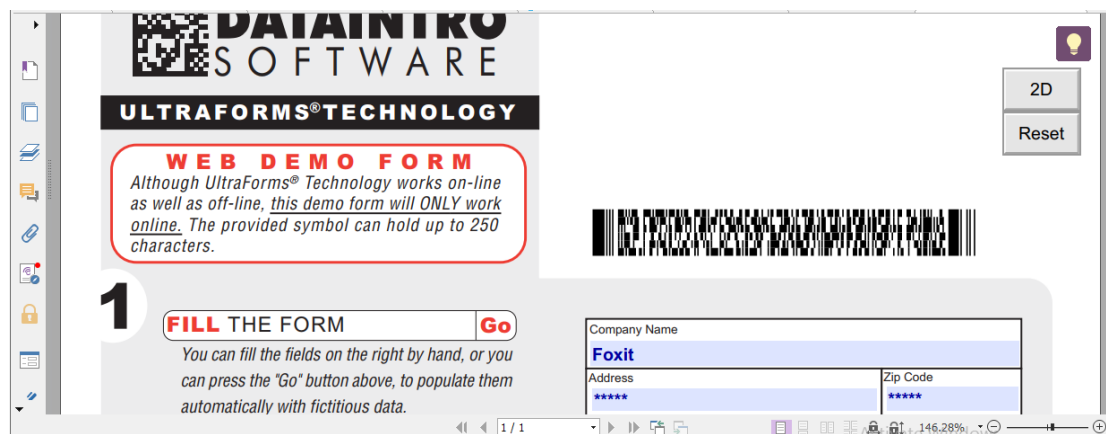 DATAINTRO
SOFTWARE
ULTRAFORMS®TECHNOLOGY
WEB DEMO FORM
Although UltraForms® Technology works on-line
as well as off-line, this demo form will ONLY work
online. The provided symbol can hold up to 250
characters.
2D
Reset
1
FILL THE FORM Go
You can fill the fields on the right by hand, or you
can press the "Go" button above, to populate them
automatically with fictitious data.
Company Name
Foxit
Address
*****
Zip Code
*****
1 / 1
146.28%